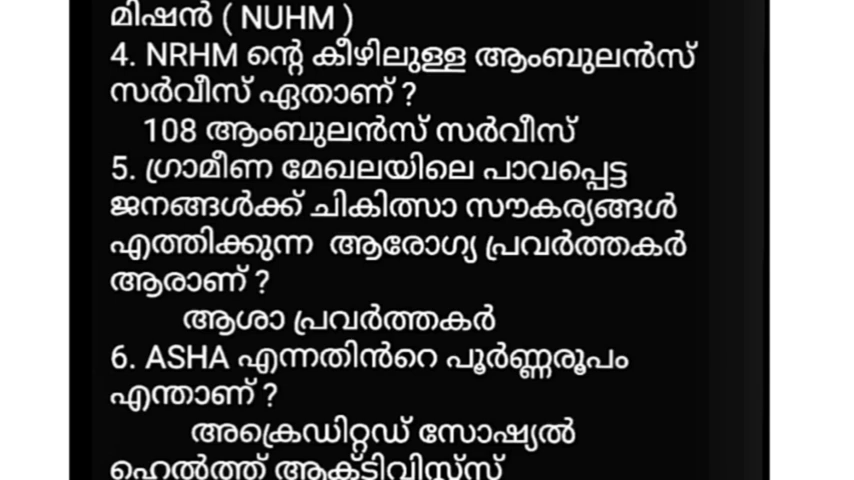 മിഷൻ ( NUHM )
4. NRHM ന്റെ കീഴിലുള്ള ആംബുലൻസ്
സർവീസ് ഏതാണ് ?
108 ആംബുലൻസ് സർവീസ്
5. ഗ്രാമീണ മേഖലയിലെ പാവപ്പെട്ട
ജനങ്ങൾക്ക് ചികിത്സാ സൗകര്യങ്ങൾ
എത്തിക്കുന്ന ആരോഗ്യ പ്രവർത്തകർ
ആരാണ് ?
ആശാ പ്രവർത്തകർ
6. ASHA എന്നതിൻറെ പൂർണ്ണരൂപം
എന്താണ് ?
അക്രെഡിറ്റഡ് സോഷ്യൽ
ഹെൽത്ത് ആക്ടിവിസ്റ്റ്സ്